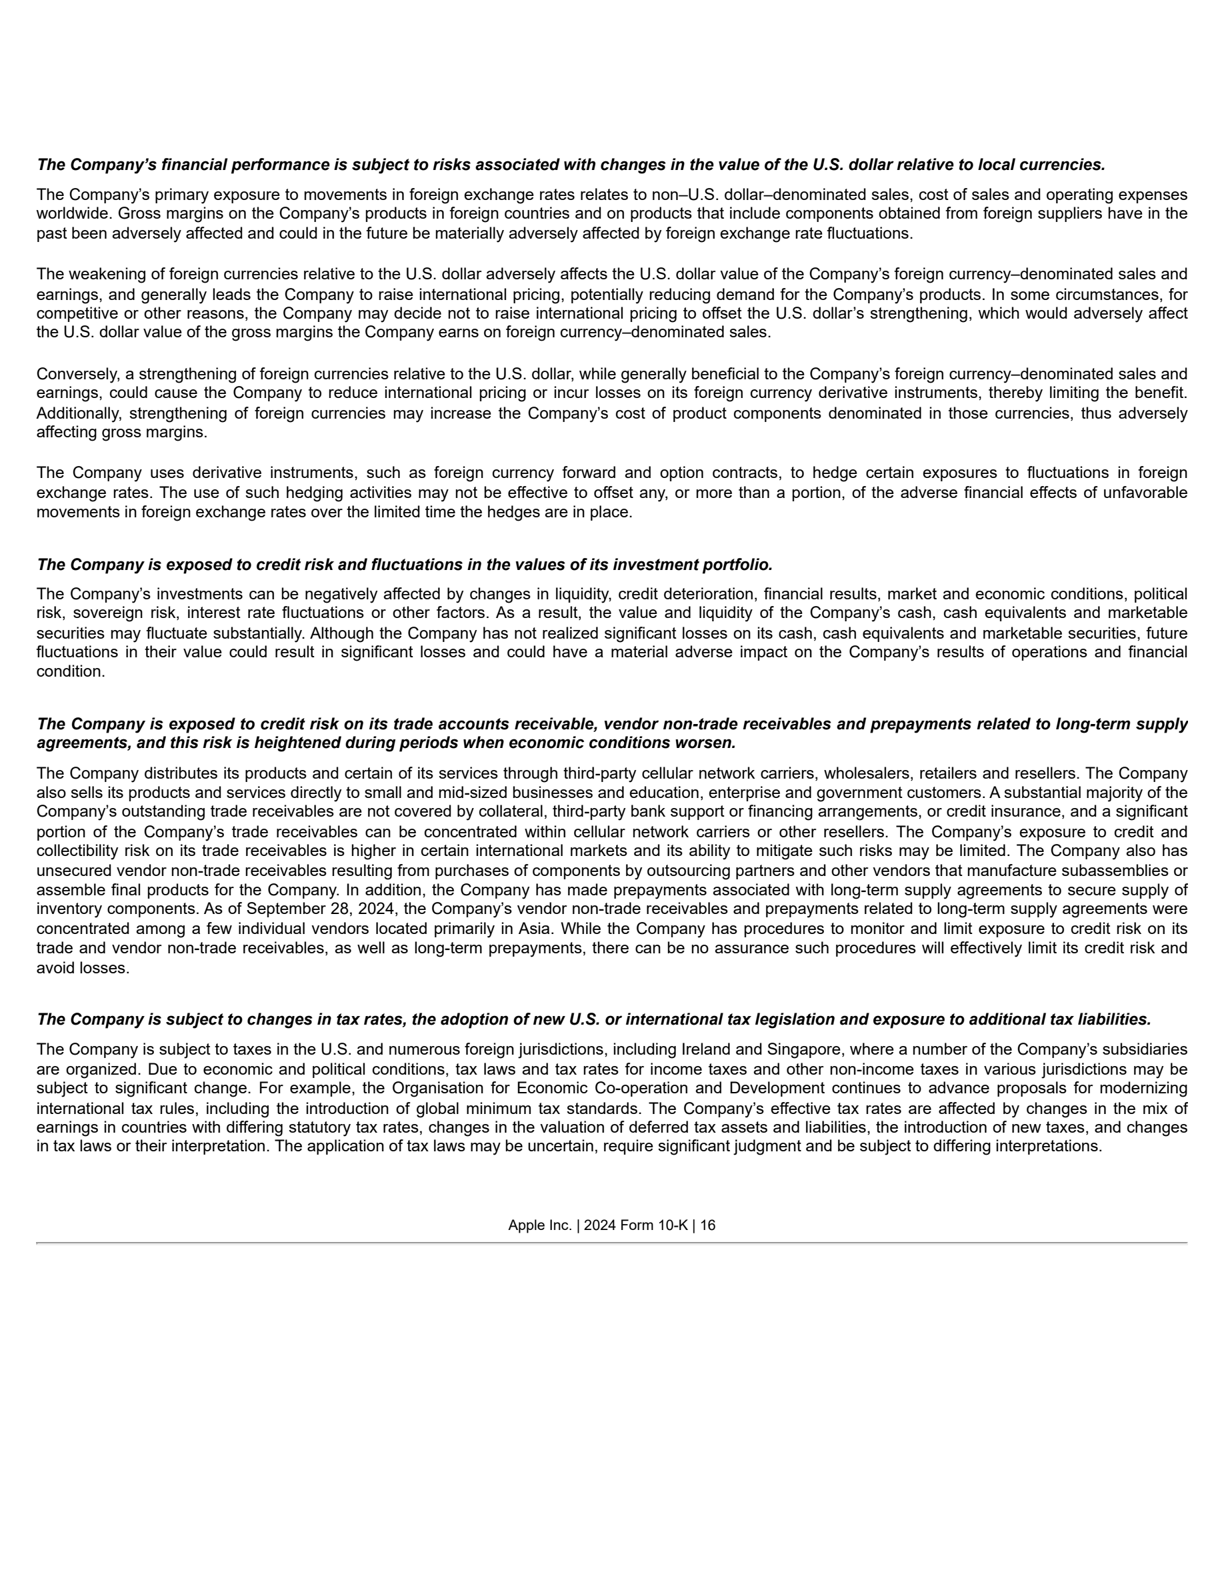 The Company’s financial performance is subject to risks associated with changes in the value of the U.S. dollar relative to local currencies.
The Company’s primary exposure to movements in foreign exchange rates relates to non–U.S. dollar–denominated sales, cost of sales and operating expenses
worldwide. Gross margins on the Company’s products in foreign countries and on products that include components obtained from foreign suppliers have in the
past been adversely affected and could in the future be materially adversely affected by foreign exchange rate fluctuations.
The weakening of foreign currencies relative to the U.S. dollar adversely affects the U.S. dollar value of the Company’s foreign currency–denominated sales and
earnings, and generally leads the Company to raise international pricing, potentially reducing demand for the Company’s products. In some circumstances, for
competitive or other reasons, the Company may decide not to raise international pricing to offset the U.S. dollar’s strengthening, which would adversely affect
the U.S. dollar value of the gross margins the Company earns on foreign currency–denominated sales.
Conversely, a strengthening of foreign currencies relative to the U.S. dollar, while generally beneficial to the Company’s foreign currency–denominated sales and
earnings, could cause the Company to reduce international pricing or incur losses on its foreign currency derivative instruments, thereby limiting the benefit.
Additionally, strengthening of foreign currencies may increase the Company’s cost of product components denominated in those currencies, thus adversely
affecting gross margins.
The Company uses derivative instruments, such as foreign currency forward and option contracts, to hedge certain exposures to fluctuations in foreign
exchange rates. The use of such hedging activities may not be effective to offset any, or more than a portion, of the adverse financial effects of unfavorable
movements in foreign exchange rates over the limited time the hedges are in place.
The Company is exposed to credit risk and fluctuations in the values of its investment portfolio.
The Company’s investments can be negatively affected by changes in liquidity, credit deterioration, financial results, market and economic conditions, political
risk, sovereign risk, interest rate fluctuations or other factors. As a result, the value and liquidity of the Company’s cash, cash equivalents and marketable
securities may fluctuate substantially. Although the Company has not realized significant losses on its cash, cash equivalents and marketable securities, future
fluctuations in their value could result in significant losses and could have a material adverse impact on the Company’s results of operations and financial
condition.
The Company is exposed to credit risk on its trade accounts receivable, vendor non-trade receivables and prepayments related to long-term supply
agreements, and this risk is heightened during periods when economic conditions worsen.
The Company distributes its products and certain of its services through third-party cellular network carriers, wholesalers, retailers and resellers. The Company
also sells its products and services directly to small and mid-sized businesses and education, enterprise and government customers. A substantial majority of the
Company’s outstanding trade receivables are not covered by collateral, third-party bank support or financing arrangements, or credit insurance, and a significant
portion of the Company’s trade receivables can be concentrated within cellular network carriers or other resellers. The Company’s exposure to credit and
collectibility risk on its trade receivables is higher in certain international markets and its ability to mitigate such risks may be limited. The Company also has
unsecured vendor non-trade receivables resulting from purchases of components by outsourcing partners and other vendors that manufacture subassemblies or
assemble final products for the Company. In addition, the Company has made prepayments associated with long-term supply agreements to secure supply of
inventory components. As of September 28, 2024, the Company’s vendor non-trade receivables and prepayments related to long-term supply agreements were
concentrated among a few individual vendors located primarily in Asia. While the Company has procedures to monitor and limit exposure to credit risk on its
trade and vendor non-trade receivables, as well as long-term prepayments, there can be no assurance such procedures will effectively limit its credit risk and
avoid losses.
The Company is subject to changes in tax rates, the adoption of new U.S. or international tax legislation and exposure to additional tax liabilities.
The Company is subject to taxes in the U.S. and numerous foreign jurisdictions, including Ireland and Singapore, where a number of the Company’s subsidiaries
are organized. Due to economic and political conditions, tax laws and tax rates for income taxes and other non-income taxes in various jurisdictions may be
subject to significant change. For example, the Organisation for Economic Co-operation and Development continues to advance proposals for modernizing
international tax rules, including the introduction of global minimum tax standards. The Company’s effective tax rates are affected by changes in the mix of
earnings in countries with differing statutory tax rates, changes in the valuation of deferred tax assets and liabilities, the introduction of new taxes, and changes
in tax laws or their interpretation. The application of tax laws may be uncertain, require significant judgment and be subject to differing interpretations.
Apple Inc. | 2024 Form 10-K | 16